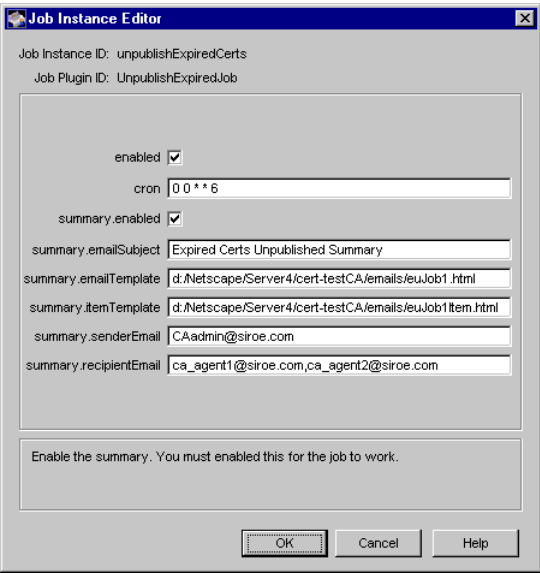 Job Instance Editor
Job Instance ID: unpublishExpiredCerts
Job Plugin ID: UnpublishExpiredJob
enabled
cron 0 0 * * 6
summary.enabled
summary.emailSubject Expired Certs Unpublished Summary
summary.emailTemplate d:/Netscape/Server4/cert-testCA/emails/euJob1.html
summary.itemTemplate d:/Netscape/Server4/cert-testCA/emails/euJob1Item.html
summary.senderEmail CAadmin@siroe.com
summary.recipientEmail ca_agent1@siroe.com,ca_agent2@siroe.com
Enable the summary. You must enabled this for the job to work.
OK Cancel Help